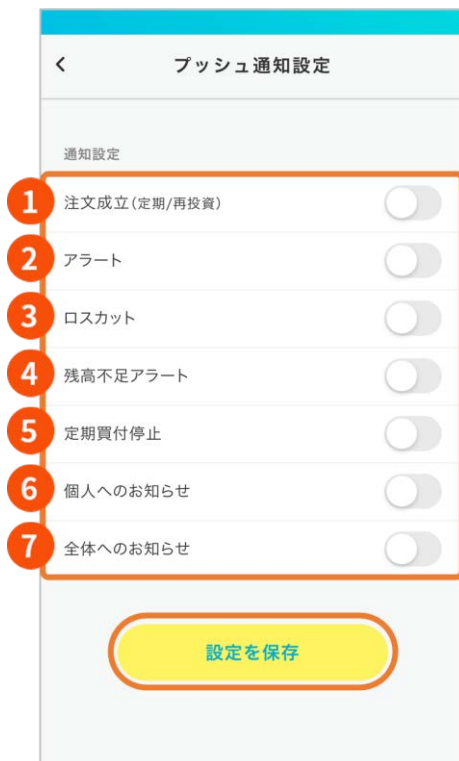 プッシュ通知設定
通知設定
1 注文成立(定期/再投資)
2 アラート
3 ロスカット
4 残高不足アラート
5 定期買付停止
6 個人へのお知らせ
7 全体へのお知らせ
設定を保存